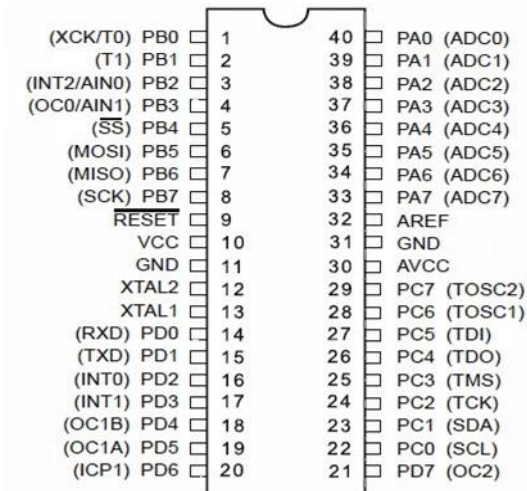 (XCK/T0) PB0 1 40 PA0 (ADC0)
(T1) PB1 2 39 PA1 (ADC1)
(INT2/AIN0) PB2 3 38 PA2 (ADC2)
(OC0/AIN1) PB3 4 37 PA3 (ADC3)
(SS) PB4 5 36 PA4 (ADC4)
(MOSI) PB5 6 35 PA5 (ADC5)
(MISO) PB6 7 34 PA6 (ADC6)
(SCK) PB7 8 33 PA7 (ADC7)
RESET 9 32 AREF
VCC 10 31 GND
GND 11 30 AVCC
XTAL2 12 29 PC7 (TOSC2)
XTAL1 13 28 PC6 (TOSC1)
(RXD) PD0 14 27 PC5 (TDI)
(TXD) PD1 15 26 PC4 (TDO)
(INT0) PD2 16 25 PC3 (TMS)
(INT1) PD3 17 24 PC2 (TCK)
(OC1B) PD4 18 23 PC1 (SDA)
(OC1A) PD5 19 22 PC0 (SCL)
(ICP1) PD6 20 21 PD7 (OC2)